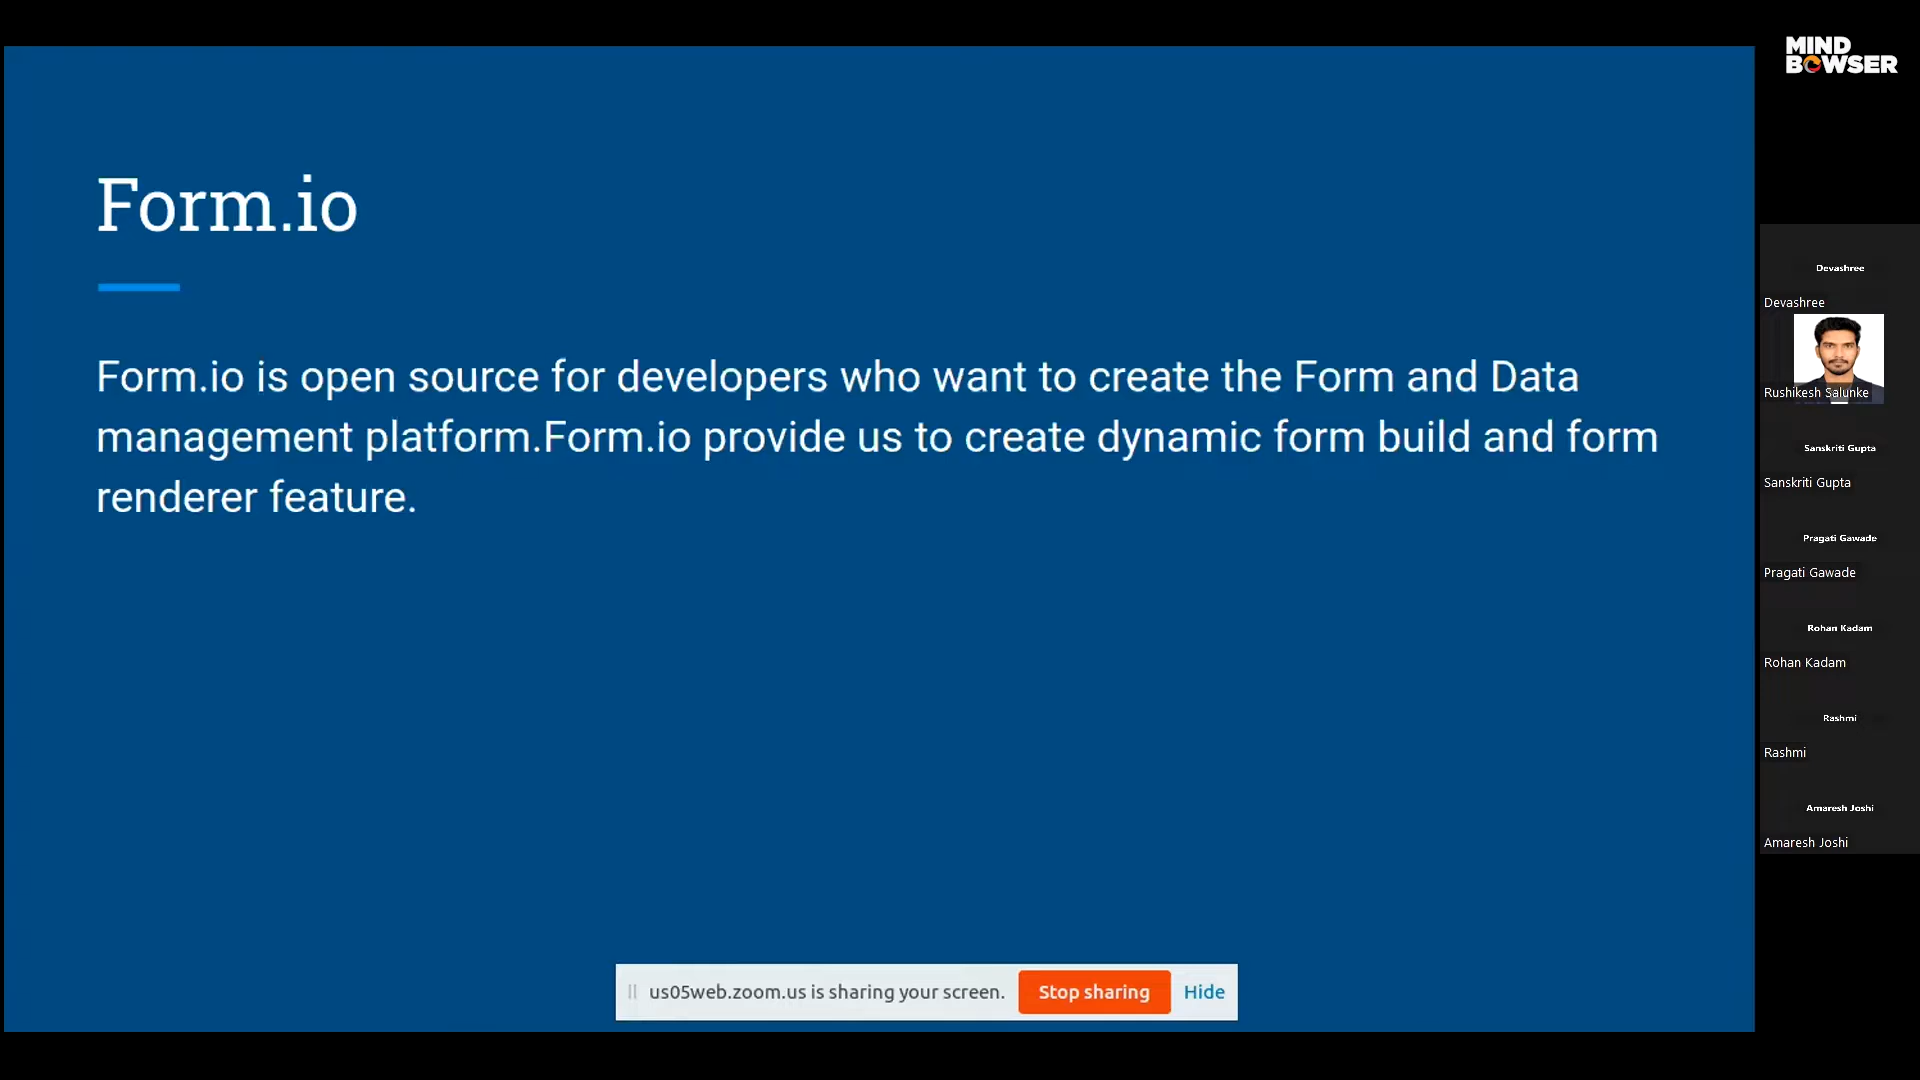 MIND
BOWSER
Form.io
Form.io is open source for developers who want to create the Form and Data
management platform.Form.io provide us to create dynamic form build and form
renderer feature.
us05web.zoom.us is sharing your screen.
Stop sharing
Hide
Devashree
Devashree
Rushikesh Salunke
Sanskriti Gupta
Sanskriti Gupta
Pragati Gawade
Pragati Gawade
Rohan Kadam
Rohan Kadam
Rashmi
Rashmi
Amaresh Joshi
Amaresh Joshi